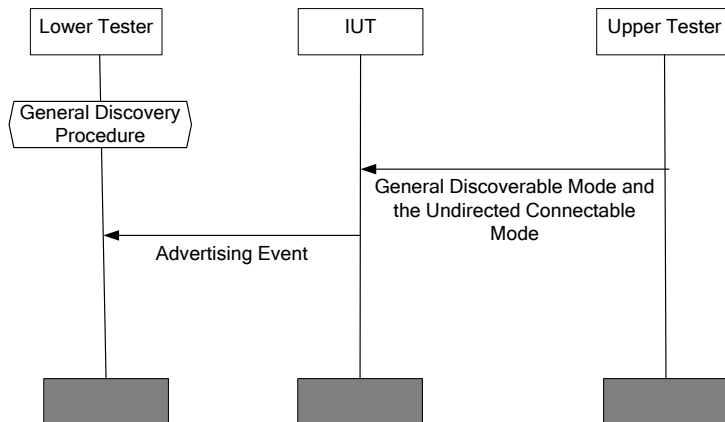 Lower Tester
IUT
Upper Tester
General Discovery
Procedure
General Discoverable Mode and
the Undirected Connectable
Mode
Advertising Event